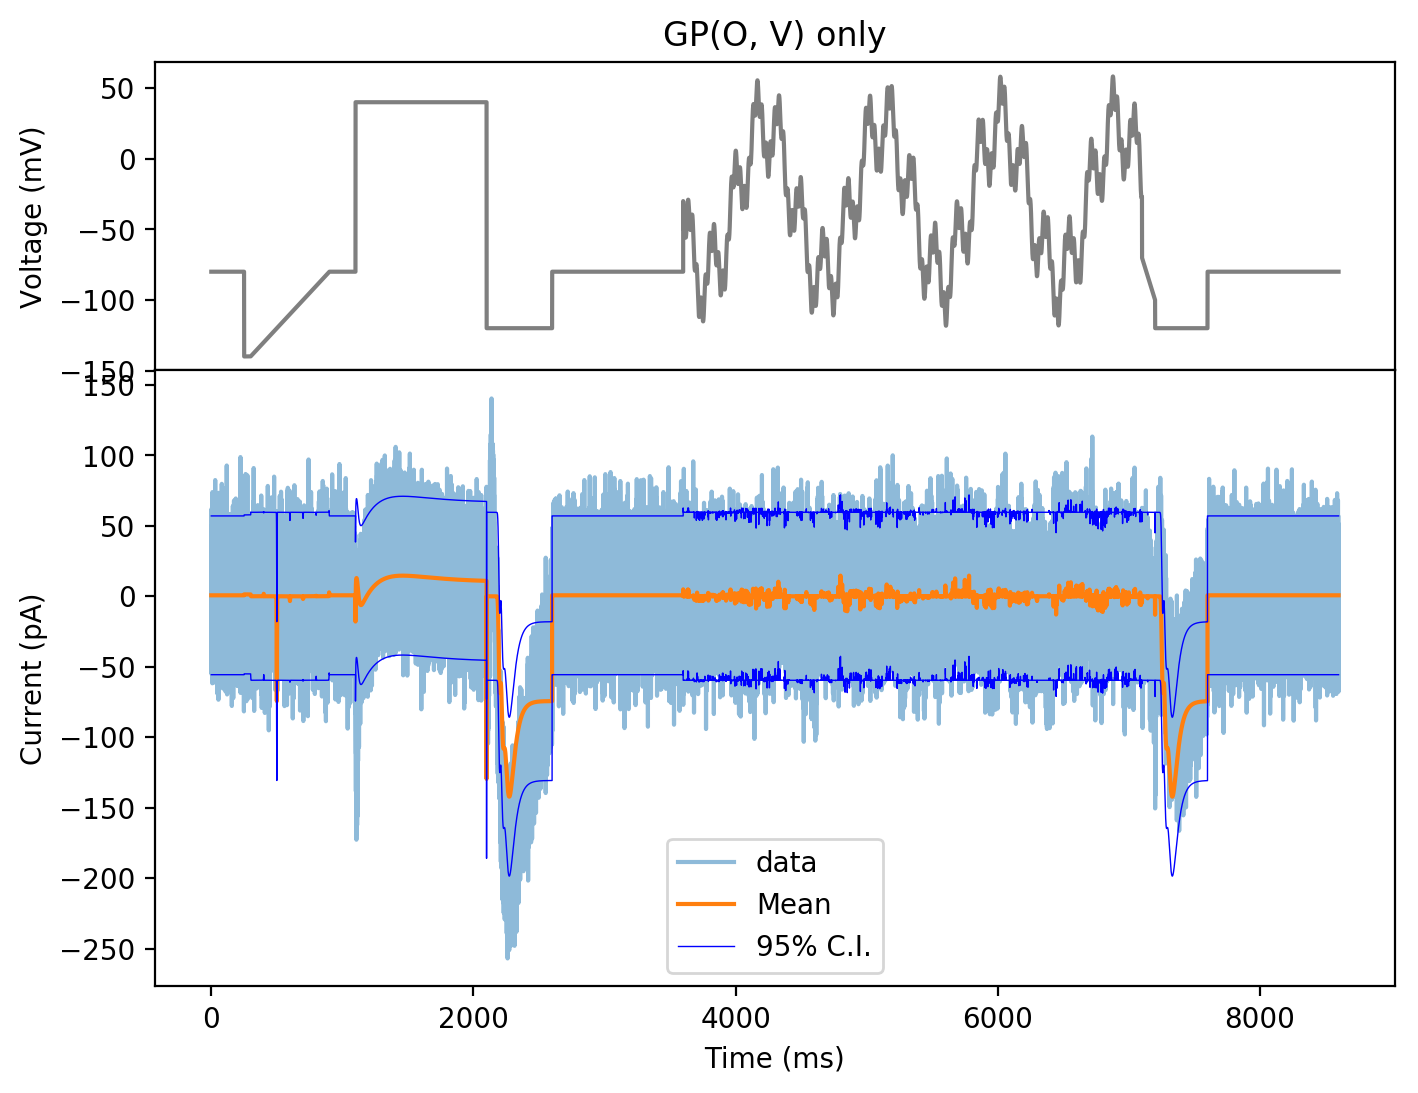 GP(O, V) only
Voltage (mV)
50
0
−50
−100
−150
Current (pA)
150
100
50
0
−50
−100
−150
−200
−250
data
Mean
95% C.I.
0 2000 4000 6000 8000
Time (ms)